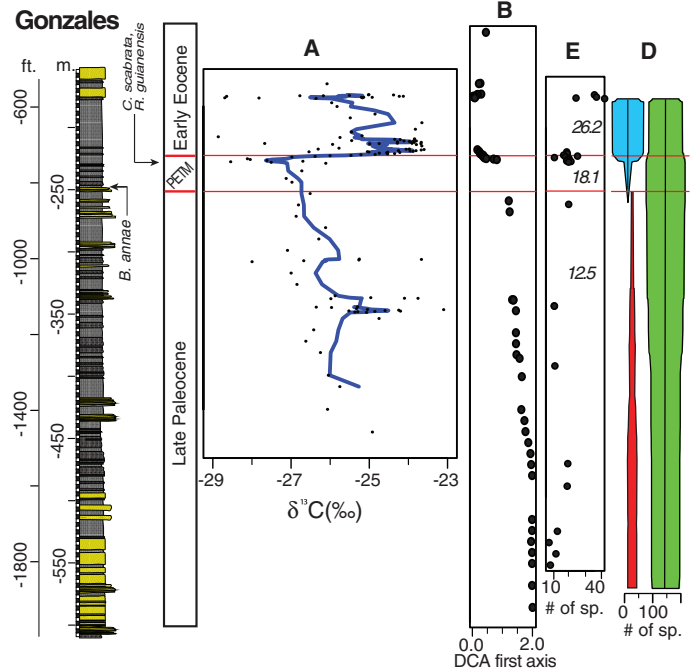 Gonzales
ft.
m.
-600
-1000
-1400
-1800
-250
-350
-450
-550
C. scabrata,
R. guianensis
B. annae
Early Eocene
PETM
Late Paleocene
A
-29
-27
-25
-23
δ¹³C(‰)
B
0.0
2.0
DCA first axis
E
26.2
18.1
12.5
10
40
# of sp.
D
0
100
# of sp.